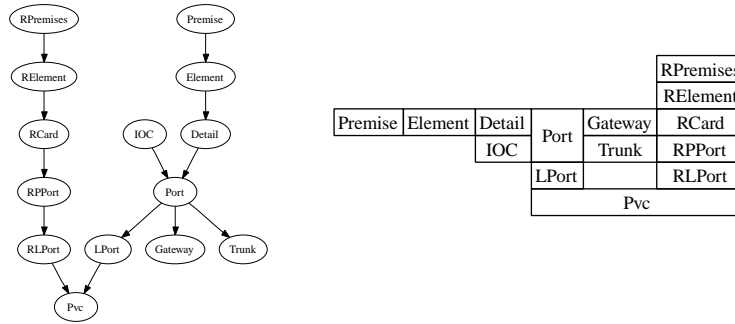 RPremises Premise
RElement Element
RCard IOC Detail
RPPort Port
RLPort LPort Gateway Trunk
Pvc
RPremises
RElement
Premise Element Detail Port Gateway RCard
IOC Trunk RPPort
LPort RLPort
Pvc